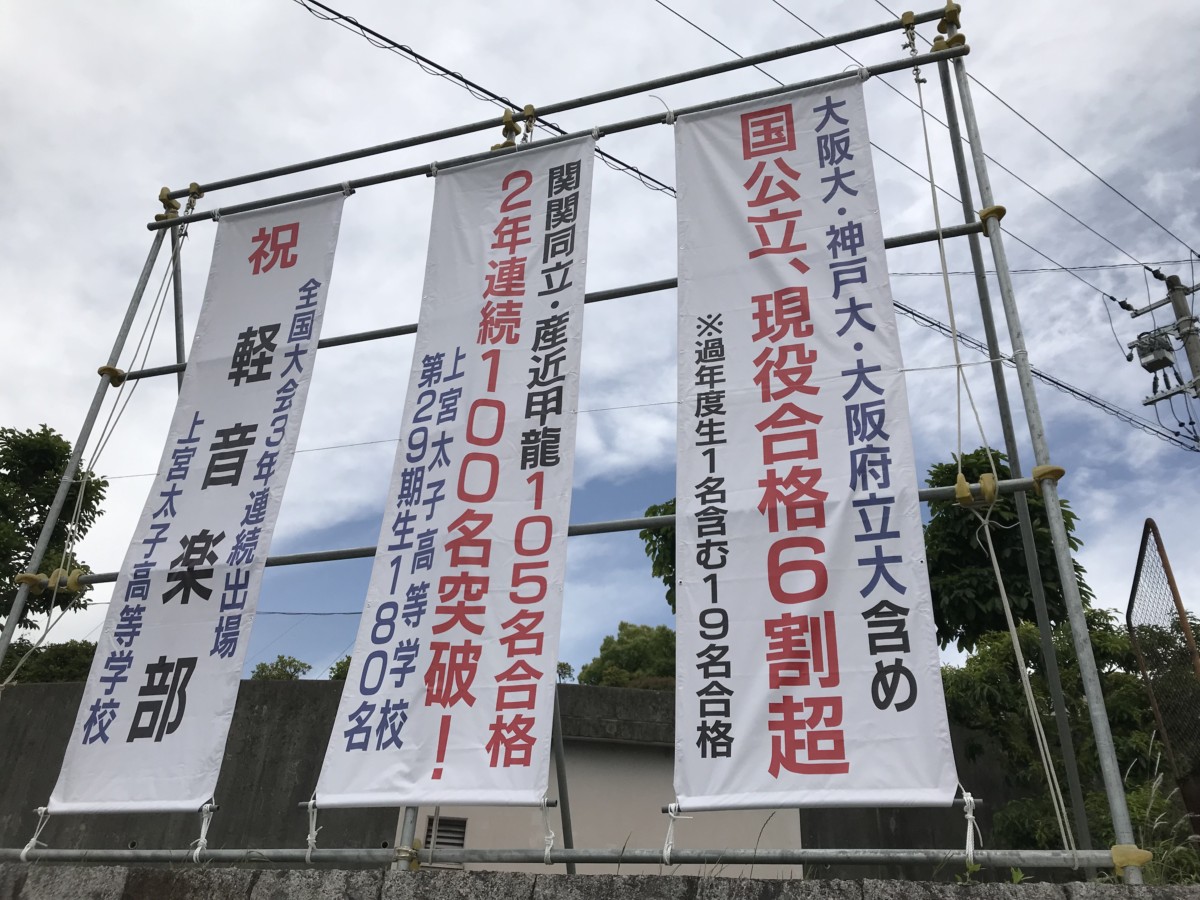 大阪大・神戸大・大阪府立大含め
国公立、現役合格6割超
※過年度生1名含む19名合格
関関同立・産近甲龍105名合格
2年連続100名突破!
上宮太子高等学校
第29期生180名
祝
全国大会3年連続出場
軽音楽部
上宮太子高等学校